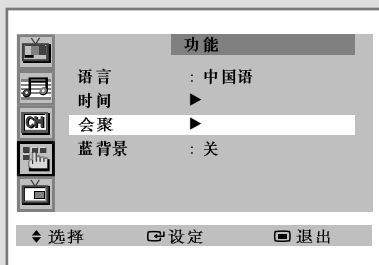 功能
语言 : 中国语
时间 ▶
CH 会聚 ▶
蓝背景 : 关
选择 设定 退出